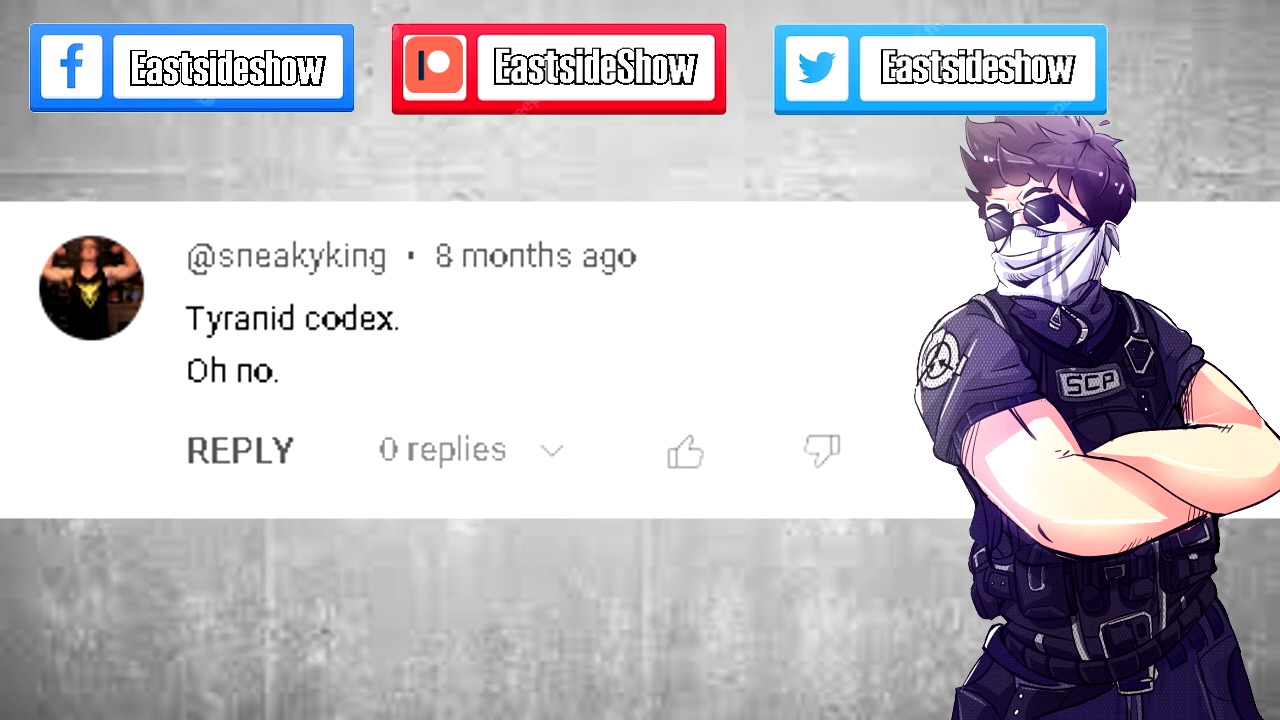 Eastsideshow
EastsideShow
Eastsideshow
@sneakyking · 8 months ago
Tyranid codex.
Oh no.
REPLY 0 replies
SCP